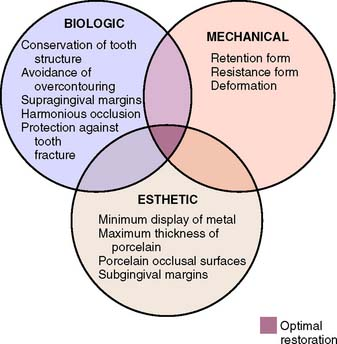 BIOLOGIC
Conservation of tooth
structure
Avoidance of
overcontouring
Supragingival margins
Harmonious occlusion
Protection against
tooth
fracture
MECHANICAL
Retention form
Resistance form
Deformation
ESTHETIC
Minimum display of metal
Maximum thickness of
porcelain
Porcelain occlusal surfaces
Subgingival margins
Optimal
restoration